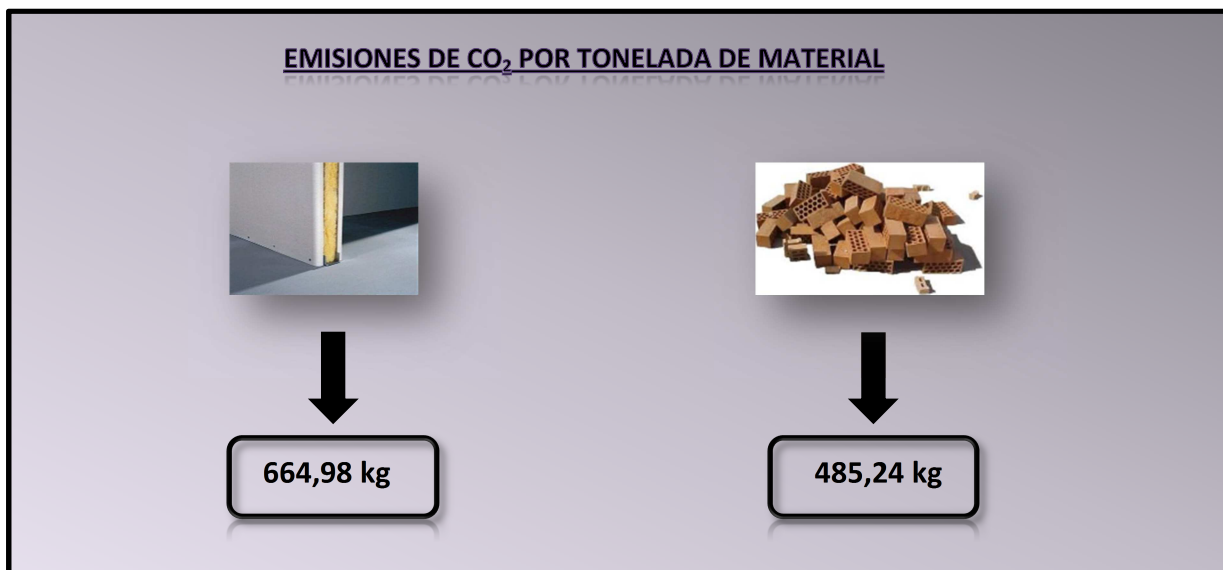 EMISIONES DE CO₂ POR TONELADA DE MATERIAL
664,98 kg
485,24 kg